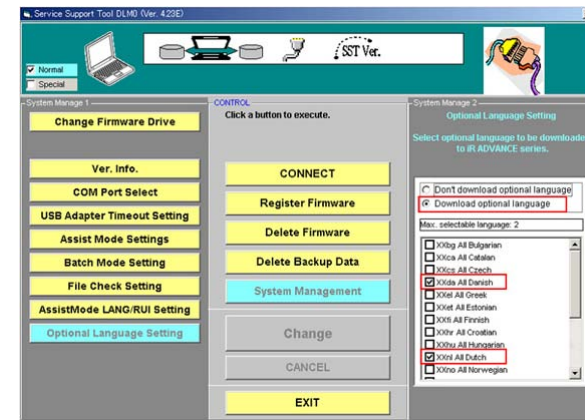 Service Support Tool DLM0 (Ver. 4.23E)
Normal
Special
SST Ver.
System Manage 1
Change Firmware Drive
Ver. Info.
COM Port Select
USB Adapter Timeout Setting
Assist Mode Settings
Batch Mode Setting
File Check Setting
AssistMode LANG/RUI Setting
Optional Language Setting
CONTROL
Click a button to execute.
CONNECT
Register Firmware
Delete Firmware
Delete Backup Data
System Management
Change
CANCEL
EXIT
System Manage 2
Optional Language Setting
Select optional language to be downloade
to iR ADVANCE series.
Don't download optional language
Download optional language
Max. selectable language: 2
XXbg All Bulgarian
XXca All Catalan
XXcs All Czech
XXda All Danish
XXel All Greek
XXet All Estonian
XXfi All Finnish
XXhr All Croatian
XXhu All Hungarian
XXnl All Dutch
XXno All Norwegian